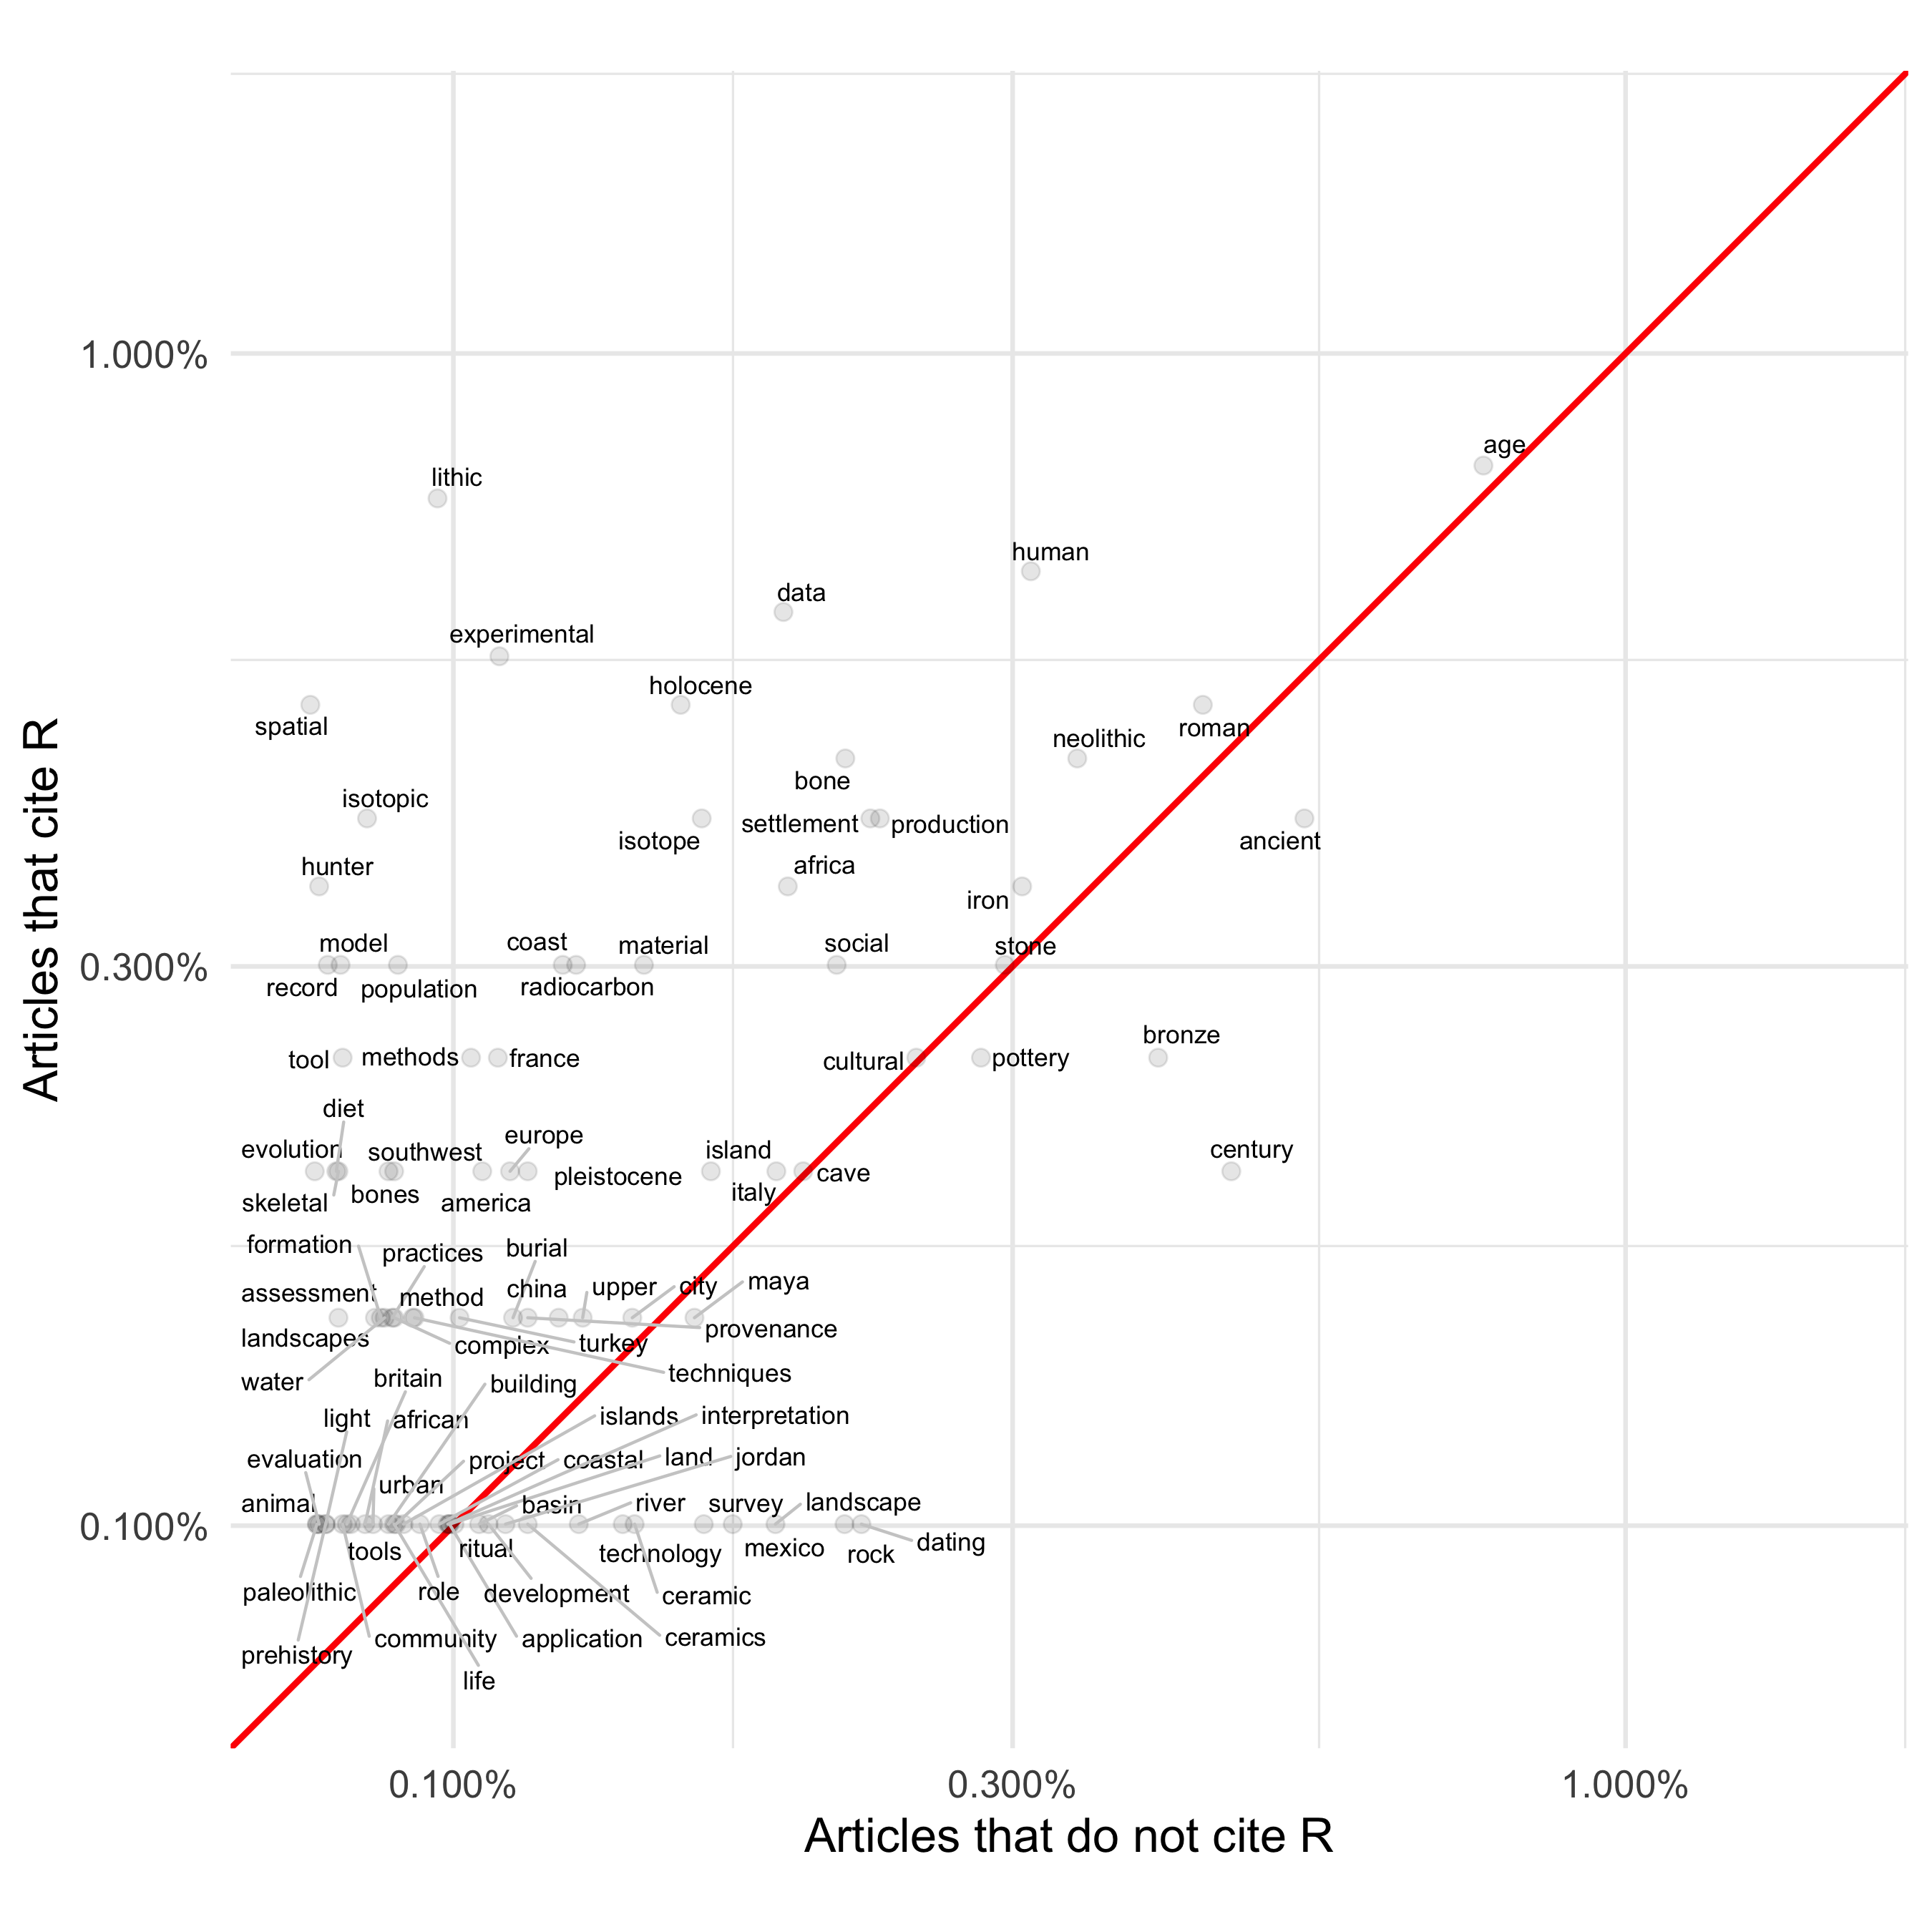 1.000%
age
lithic
human
data
experimental
holocene
spatial
roman
neolithic
bone
isotopic
settlement
production
isotope
ancient
hunter
africa
iron
model
coast
material
social
stone
record
population
radiocarbon
0.300%
bronze
tool
methods
france
cultural
pottery
diet
evolution
southwest
europe
island
century
pleistocene
cave
skeletal
bones
america
italy
formation
practices
burial
assessment
method
china
upper
city
maya
landscapes
complex
turkey
provenance
water
britain
building
techniques
light
african
islands
interpretation
evaluation
project
coastal
land
jordan
animal
urban
basin
river
survey
landscape
0.100%
tools
ritual
technology
mexico
rock
dating
paleolithic
role
development
ceramic
prehistory
community
application
ceramics
life
Articles that cite R
0.100%
0.300%
1.000%
Articles that do not cite R